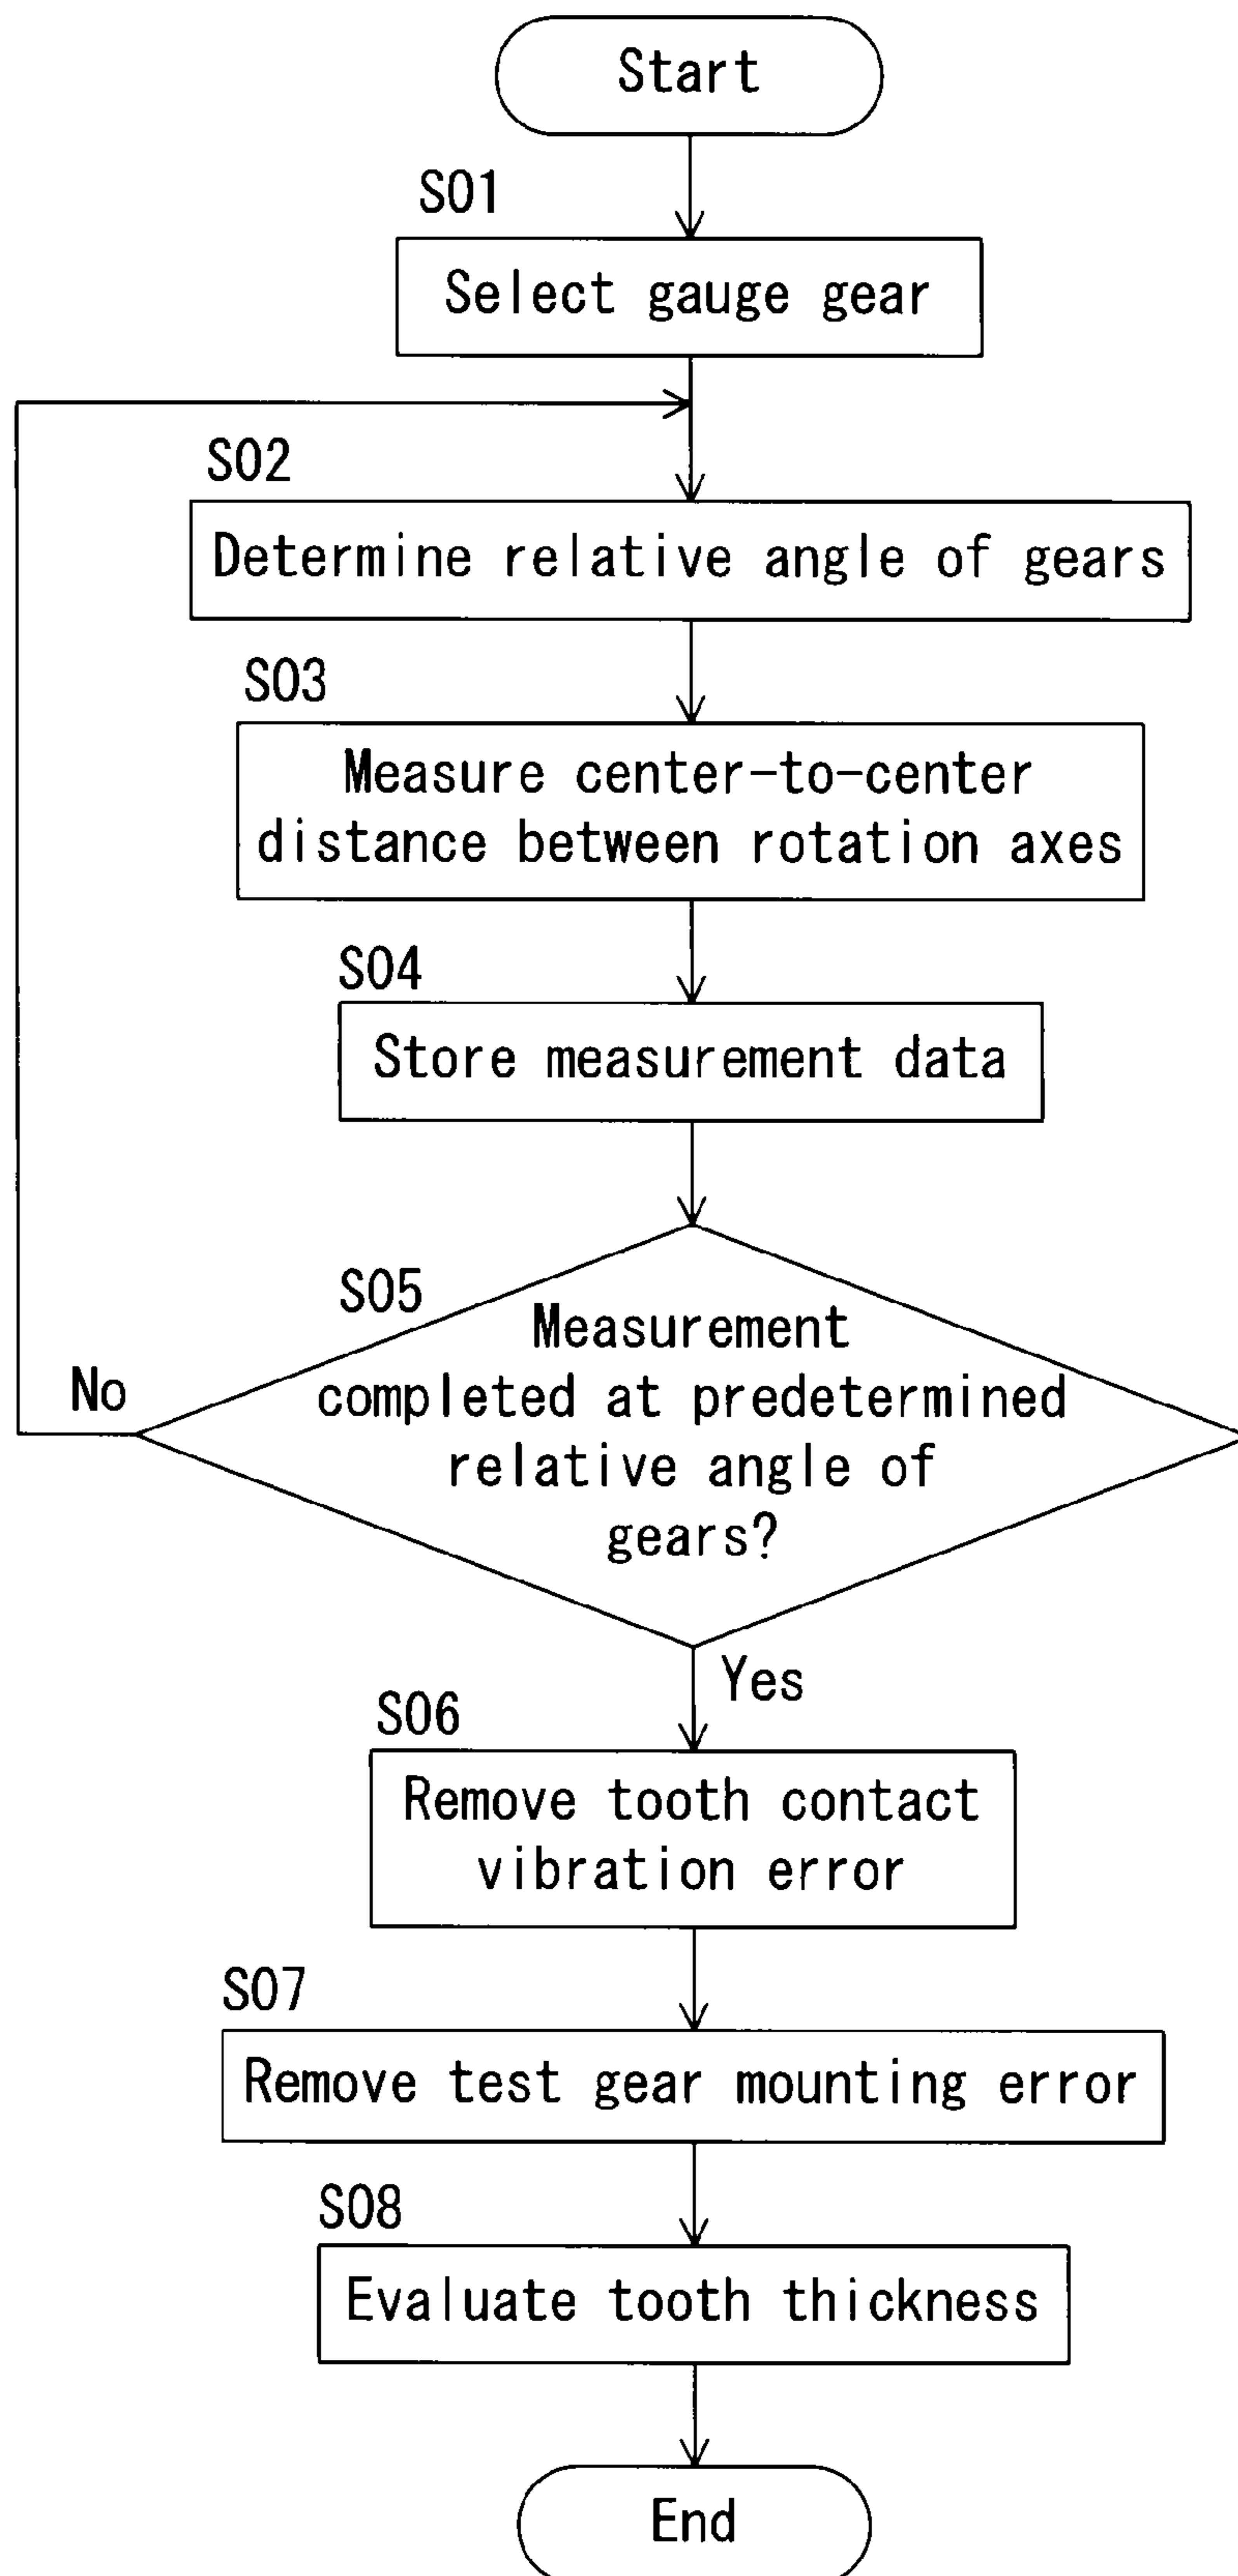 Start
S01
Select gauge gear
S02
Determine relative angle of gears
S03
Measure center-to-center
distance between rotation axes
S04
Store measurement data
S05
Measurement
completed at predetermined
relative angle of
gears?
No
Yes
S06
Remove tooth contact
vibration error
S07
Remove test gear mounting error
S08
Evaluate tooth thickness
End